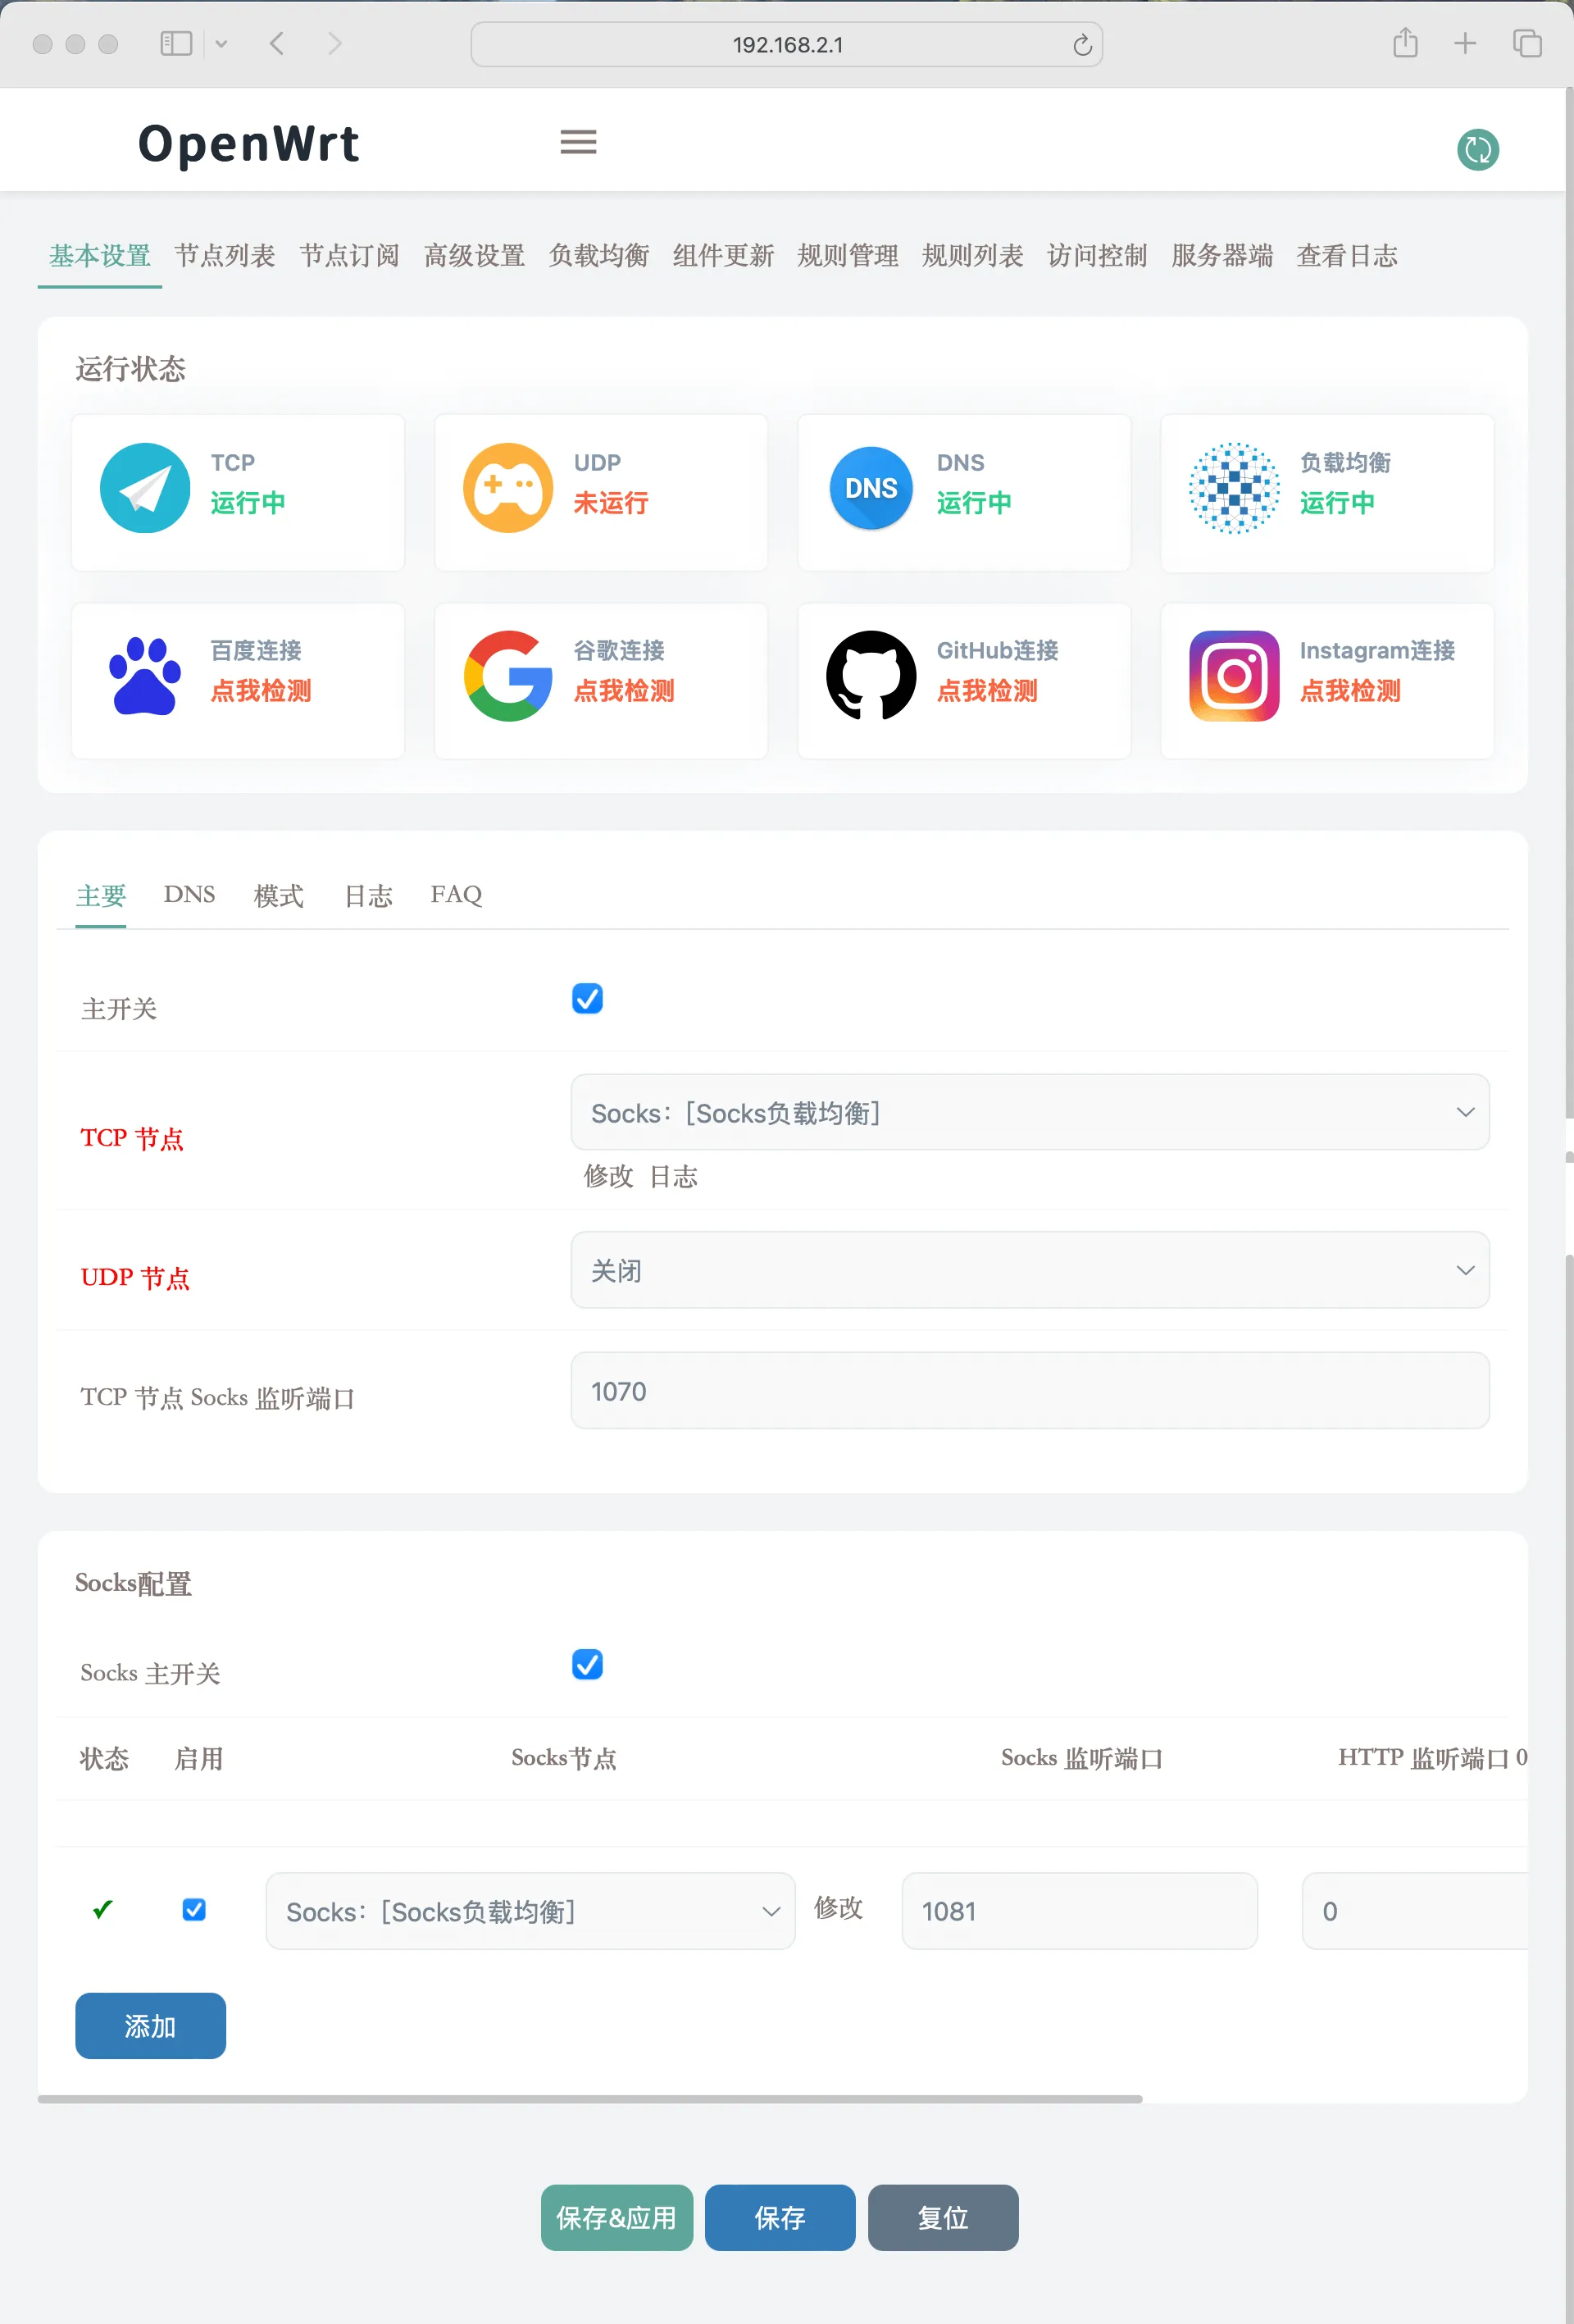 192.168.2.1
OpenWrt
基本设置 节点列表 节点订阅 高级设置 负载均衡 组件更新 规则管理 规则列表 访问控制 服务器端 查看日志
运行状态
TCP
运行中
UDP
未运行
DNS
DNS
运行中
负载均衡
运行中
百度连接
点我检测
谷歌连接
点我检测
GitHub连接
点我检测
Instagram连接
点我检测
主要 DNS 模式 日志 FAQ
主开关
TCP 节点
Socks：[Socks负载均衡]
修改 日志
UDP 节点
关闭
TCP 节点 Socks 监听端口
1070
Socks配置
Socks 主开关
状态 启用 Socks节点 Socks 监听端口 HTTP 监听端口 0
Socks：[Socks负载均衡] 修改 1081 0
添加
保存&应用 保存 复位